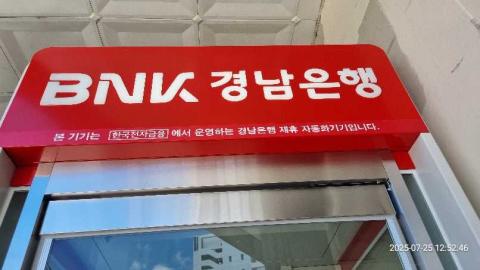 BNK 경남은행
본 기기는 한국전자금융 에서 운영하는 경남은행 제휴 자동화기기입니다.
2025-07-25 12:52:46